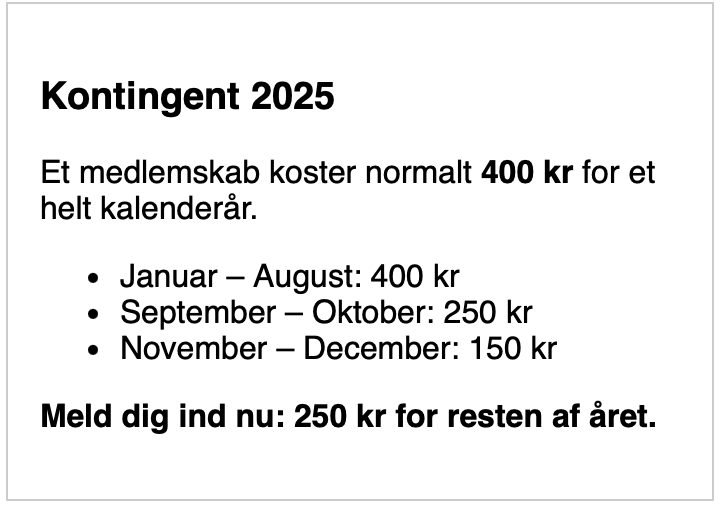 Kontingent 2025
Et medlemskab koster normalt 400 kr for et
helt kalenderår.
• Januar – August: 400 kr
• September – Oktober: 250 kr
• November – December: 150 kr
Meld dig ind nu: 250 kr for resten af året.